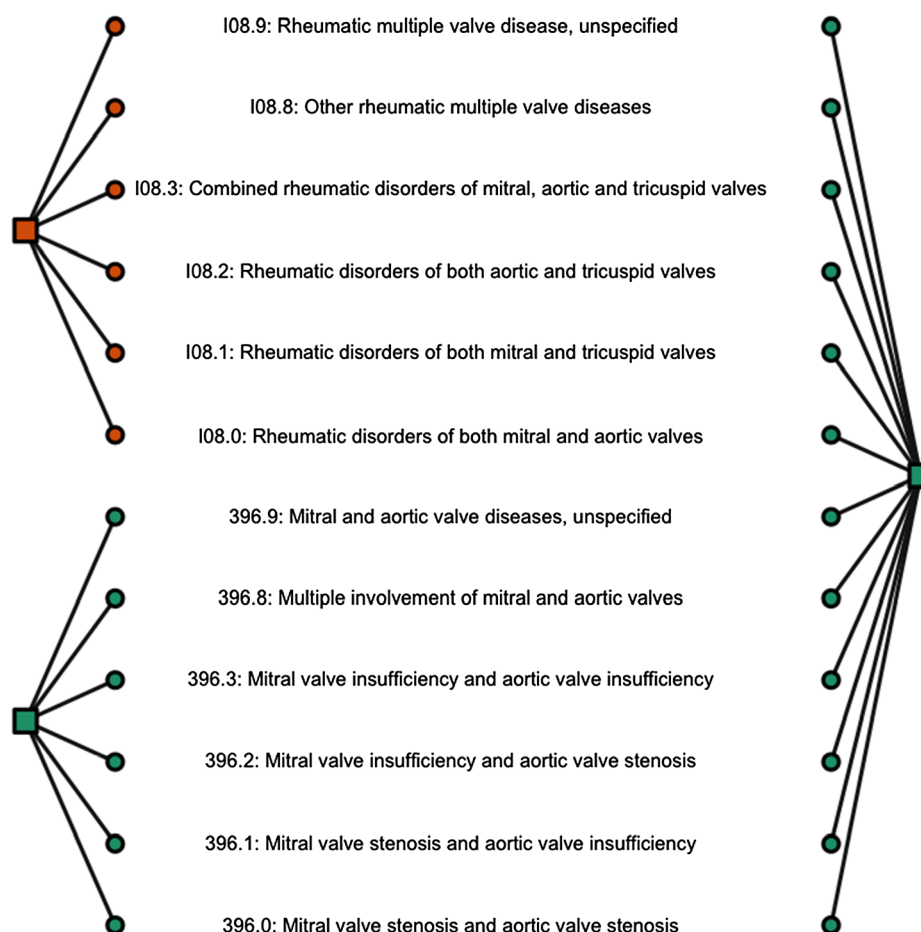 I08.9: Rheumatic multiple valve disease, unspecified
I08.8: Other rheumatic multiple valve diseases
I08.3: Combined rheumatic disorders of mitral, aortic and tricuspid valves
I08.2: Rheumatic disorders of both aortic and tricuspid valves
I08.1: Rheumatic disorders of both mitral and tricuspid valves
I08.0: Rheumatic disorders of both mitral and aortic valves
396.9: Mitral and aortic valve diseases, unspecified
396.8: Multiple involvement of mitral and aortic valves
396.3: Mitral valve insufficiency and aortic valve insufficiency
396.2: Mitral valve insufficiency and aortic valve stenosis
396.1: Mitral valve stenosis and aortic valve insufficiency
396.0: Mitral valve stenosis and aortic valve stenosis